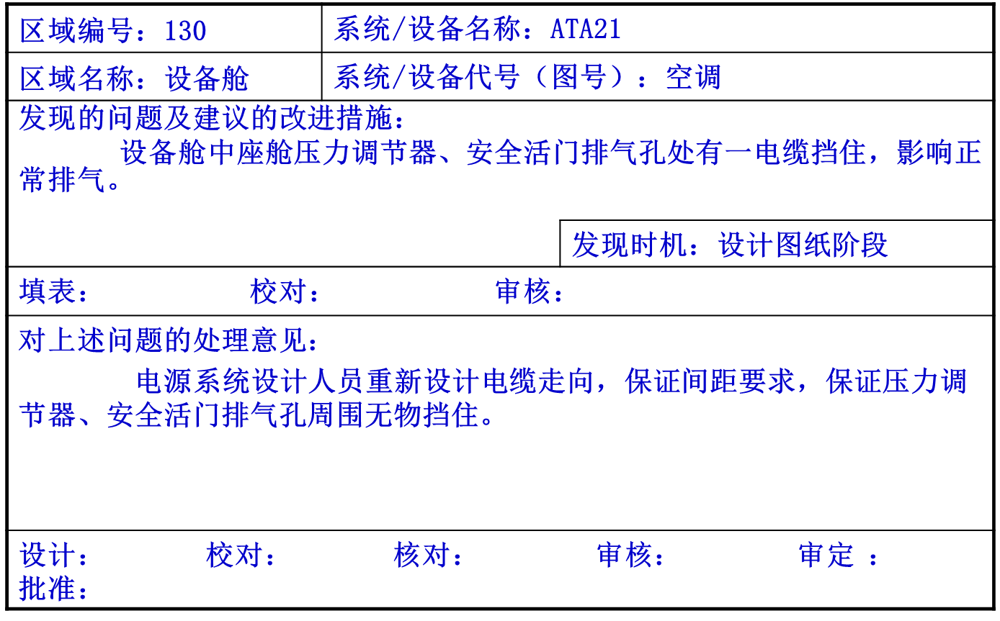 区域编号：130
系统/设备名称：ATA21
区域名称：设备舱
系统/设备代号（图号）：空调
发现的问题及建议的改进措施：
设备舱中座舱压力调节器、安全活门排气孔处有一电缆挡住，影响正
常排气。
发现时机：设计图纸阶段
填表： 校对： 审核：
对上述问题的处理意见：
电源系统设计人员重新设计电缆走向，保证间距要求，保证压力调
节器、安全活门排气孔周围无物挡住。
设计： 校对： 核对： 审核： 审定 ：
批准：